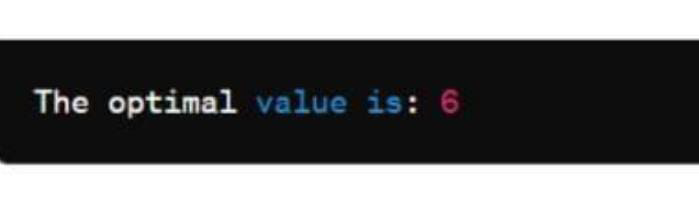 The optimal value is: 6